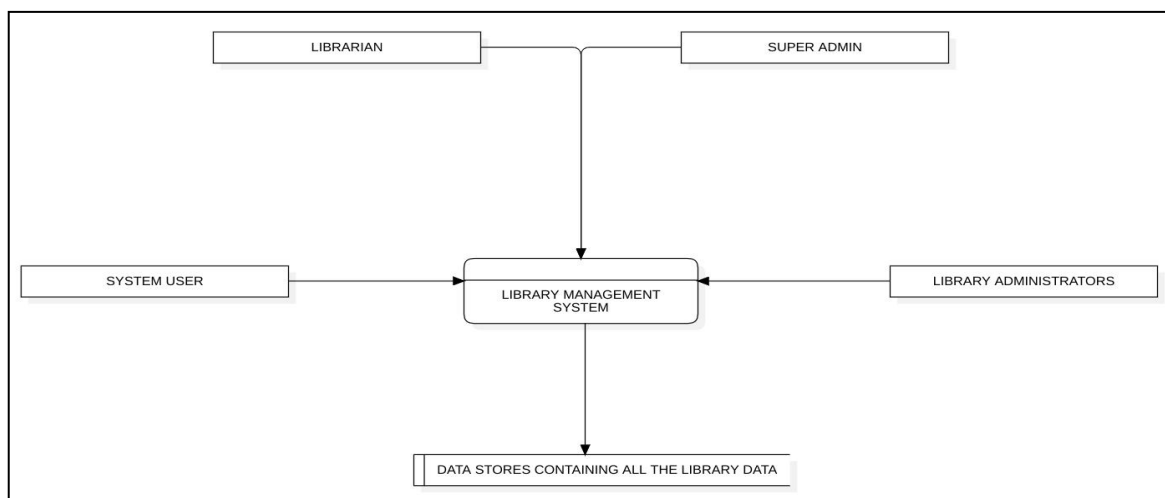 LIBRARIAN
SUPER ADMIN
SYSTEM USER
LIBRARY MANAGEMENT
SYSTEM
LIBRARY ADMINISTRATORS
DATA STORES CONTAINING ALL THE LIBRARY DATA